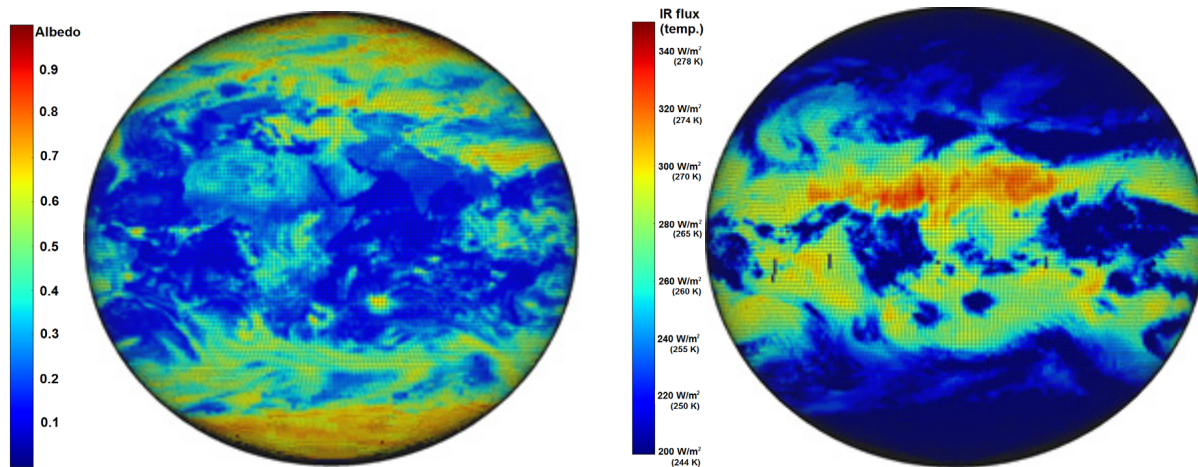 Albedo
0.9
0.8
0.7
0.6
0.5
0.4
0.3
0.2
0.1
IR flux
(temp.)
340 W/m²
(278 K)
320 W/m²
(274 K)
300 W/m²
(270 K)
280 W/m²
(265 K)
260 W/m²
(260 K)
240 W/m²
(255 K)
220 W/m²
(250 K)
200 W/m²
(244 K)